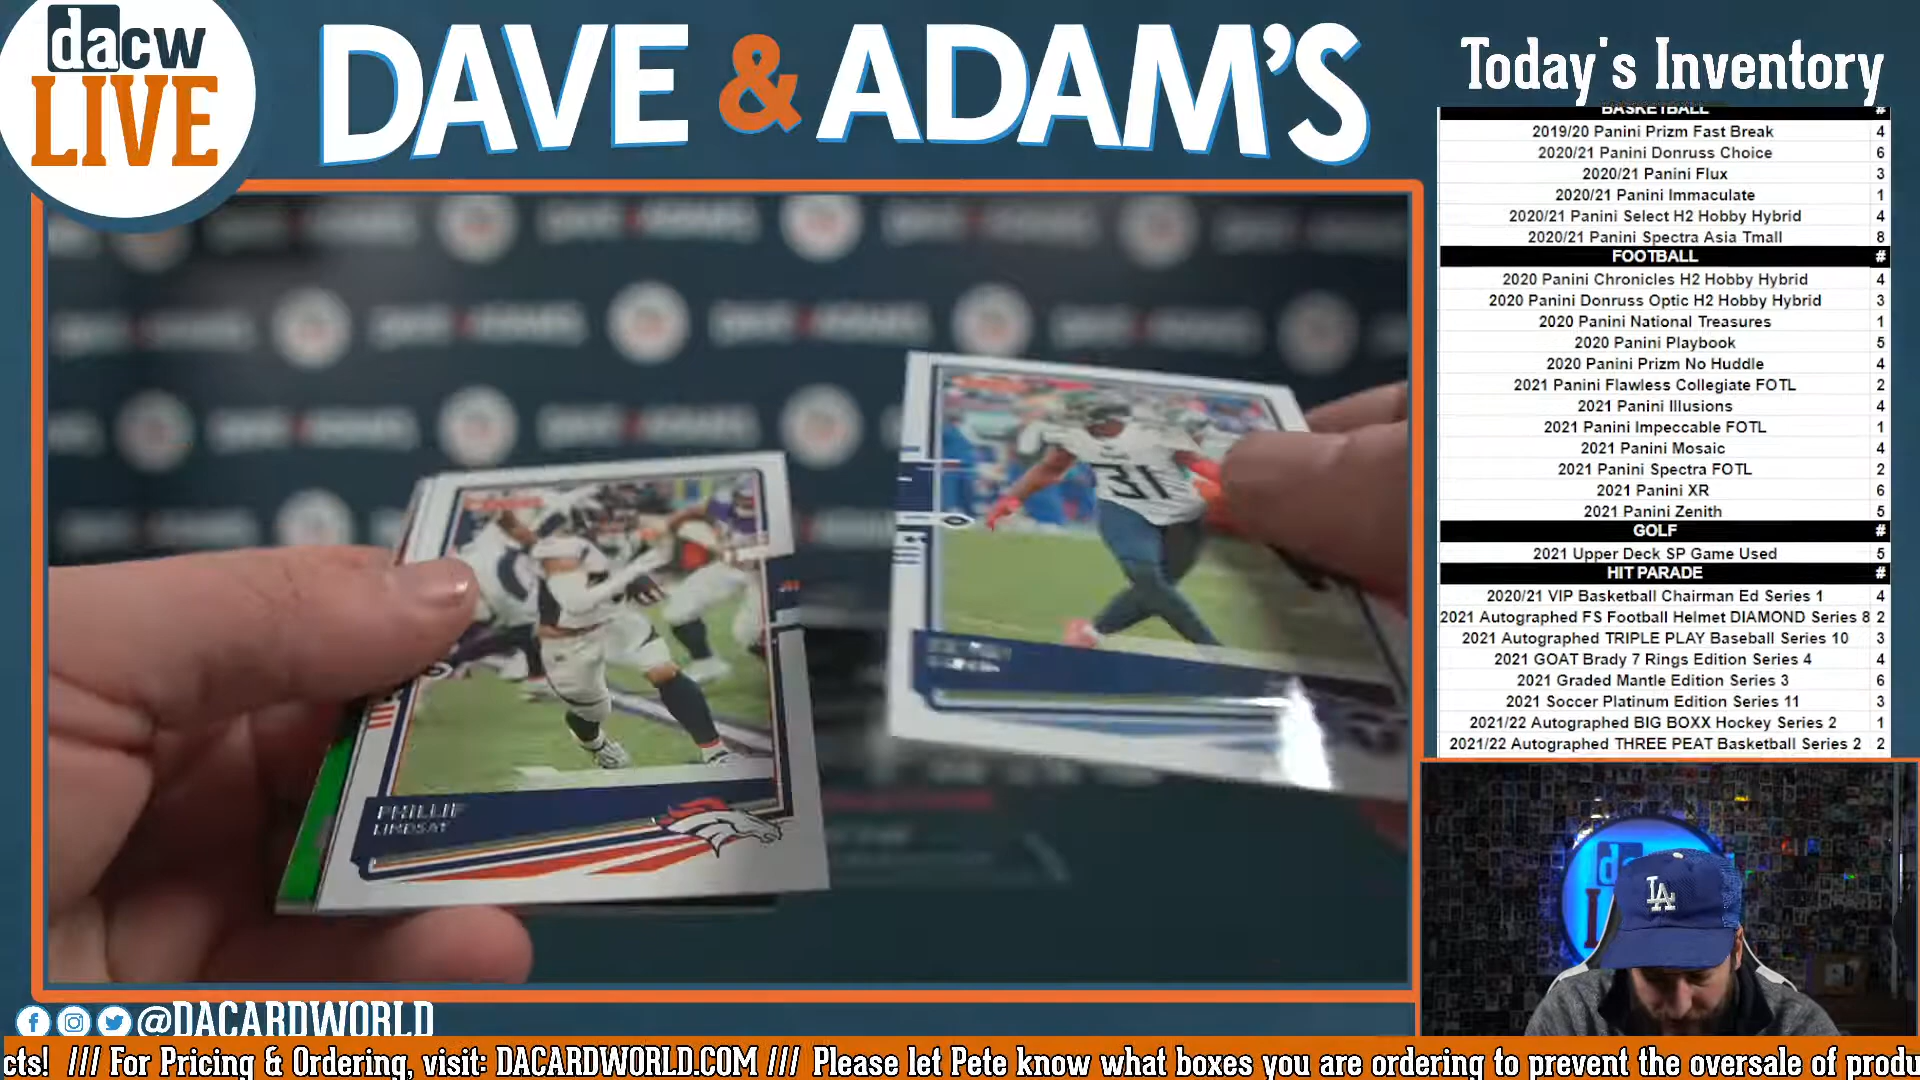 dacw
LIVE
DAVE & ADAM'S
Today's Inventory
BASKETBALL #
2019/20 Panini Prizm Fast Break 4
2020/21 Panini Donruss Choice 6
2020/21 Panini Flux 3
2020/21 Panini Immaculate 1
2020/21 Panini Select H2 Hobby Hybrid 4
2020/21 Panini Spectra Asia Tmall 8
FOOTBALL #
2020 Panini Chronicles H2 Hobby Hybrid 4
2020 Panini Donruss Optic H2 Hobby Hybrid 3
2020 Panini National Treasures 1
2020 Panini Playbook 5
2020 Panini Prizm No Huddle 4
2021 Panini Flawless Collegiate FOTL 2
2021 Panini Illusions 4
2021 Panini Impeccable FOTL 1
2021 Panini Mosaic 4
2021 Panini Spectra FOTL 2
2021 Panini XR 6
2021 Panini Zenith 5
GOLF #
2021 Upper Deck SP Game Used 5
HIT PARADE #
2020/21 VIP Basketball Chairman Ed Series 1 4
2021 Autographed FS Football Helmet DIAMOND Series 8 2
2021 Autographed TRIPLE PLAY Baseball Series 10 3
2021 GOAT Brady 7 Rings Edition Series 4 4
2021 Graded Mantle Edition Series 3 6
2021 Soccer Platinum Edition Series 11 3
2021/22 Autographed BIG BOXX Hockey Series 2 1
2021/22 Autographed THREE PEAT Basketball Series 2 2
31
PHILLIP
LINDSAY
LA
@DACARDWORLD
cts! /// For Pricing & Ordering, visit: DACARDWORLD.COM /// Please let Pete know what boxes you are ordering to prevent the oversale of produ